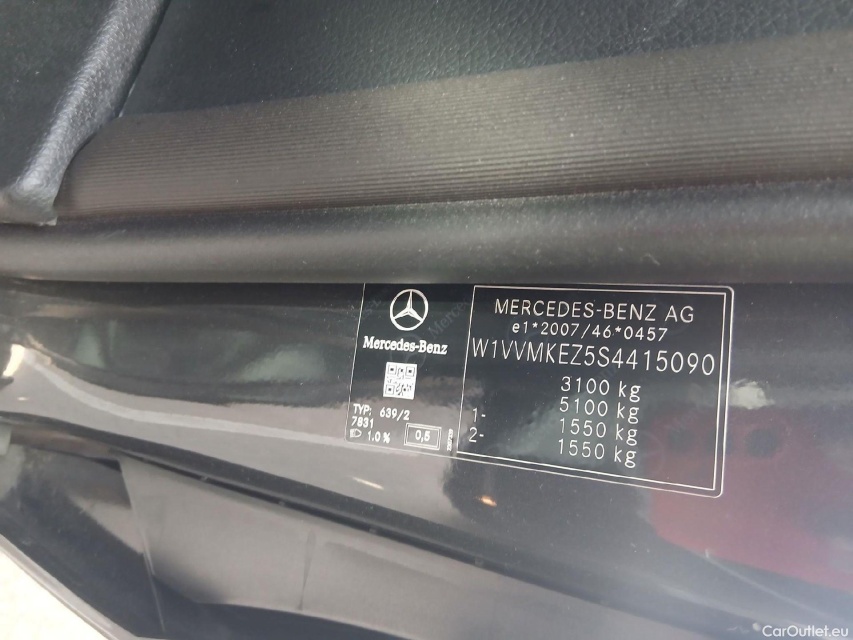 Mercedes-Benz
TYP: 639/2
7831
1.0 % 0,5
MERCEDES-BENZ AG
e1*2007/46*0457
W1VVMKEZ5S4415090
3100 kg
5100 kg
1- 1550 kg
2- 1550 kg
CarOutlet.eu